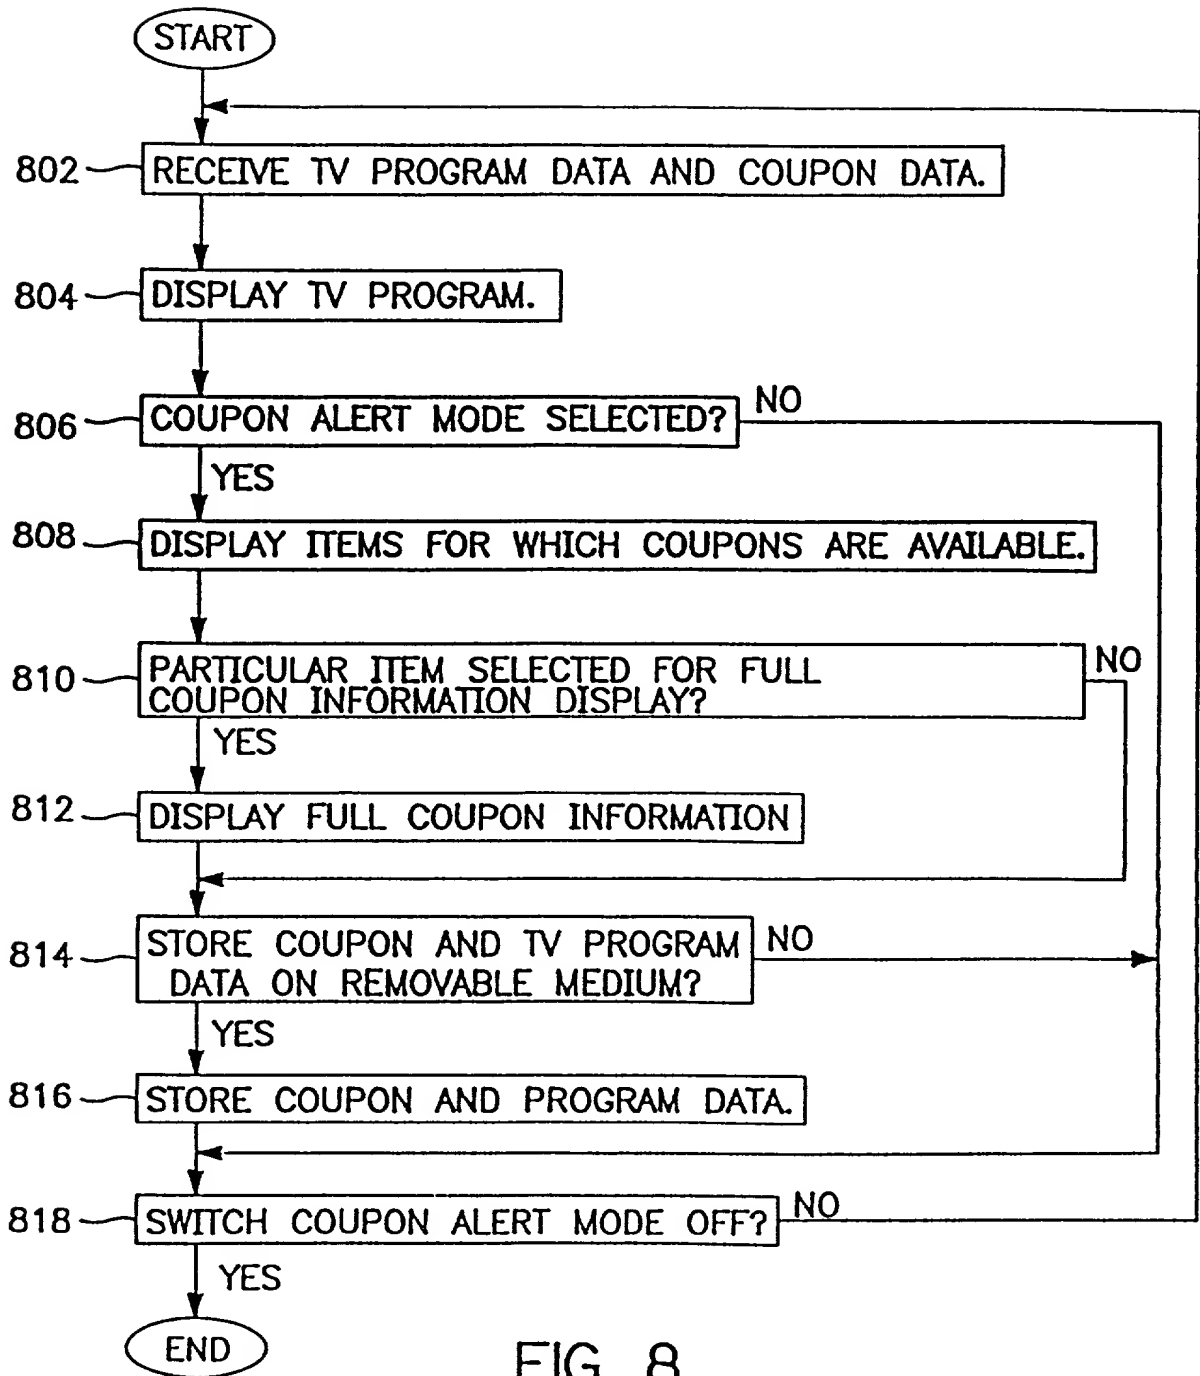 START
802
RECEIVE TV PROGRAM DATA AND COUPON DATA.
804
DISPLAY TV PROGRAM.
806
COUPON ALERT MODE SELECTED?
NO
YES
808
DISPLAY ITEMS FOR WHICH COUPONS ARE AVAILABLE.
810
PARTICULAR ITEM SELECTED FOR FULL
COUPON INFORMATION DISPLAY?
NO
YES
812
DISPLAY FULL COUPON INFORMATION
814
STORE COUPON AND TV PROGRAM
DATA ON REMOVABLE MEDIUM?
NO
YES
816
STORE COUPON AND PROGRAM DATA.
818
SWITCH COUPON ALERT MODE OFF?
NO
YES
END
FIG. 8